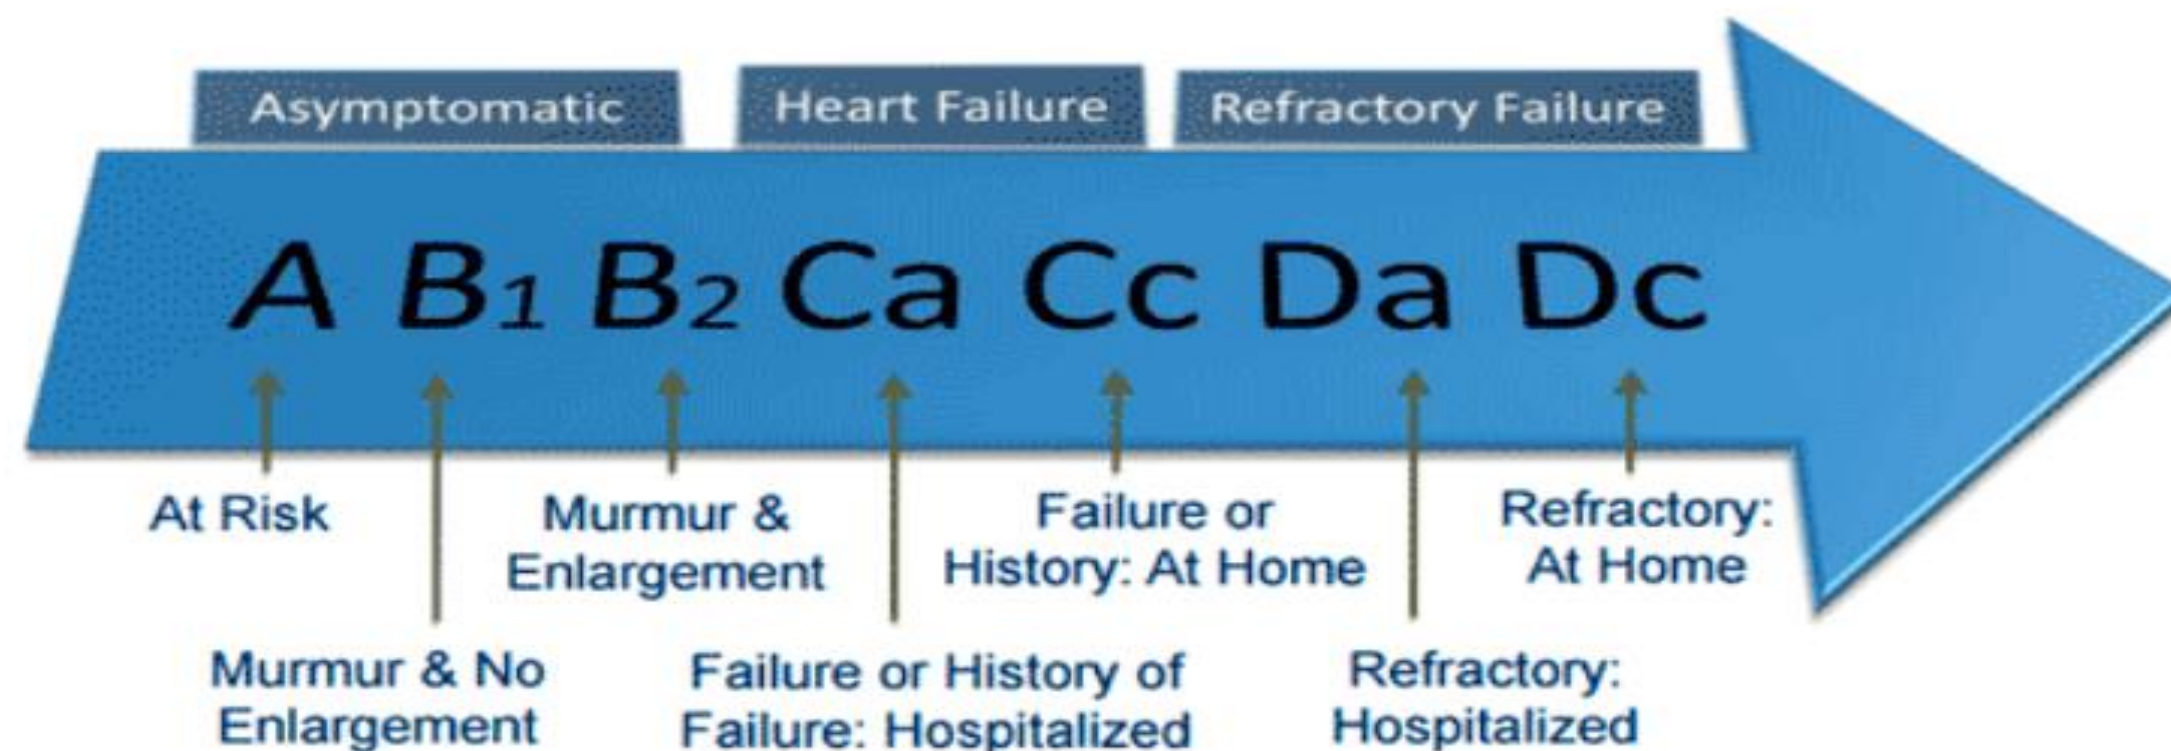 Asymptomatic
Heart Failure
Refractory Failure
A B1 B2 Ca Cc Da Dc
At Risk
Murmur &
Enlargement
Failure or
History: At Home
Refractory:
At Home
Murmur & No
Enlargement
Failure or History of
Failure: Hospitalized
Refractory:
Hospitalized